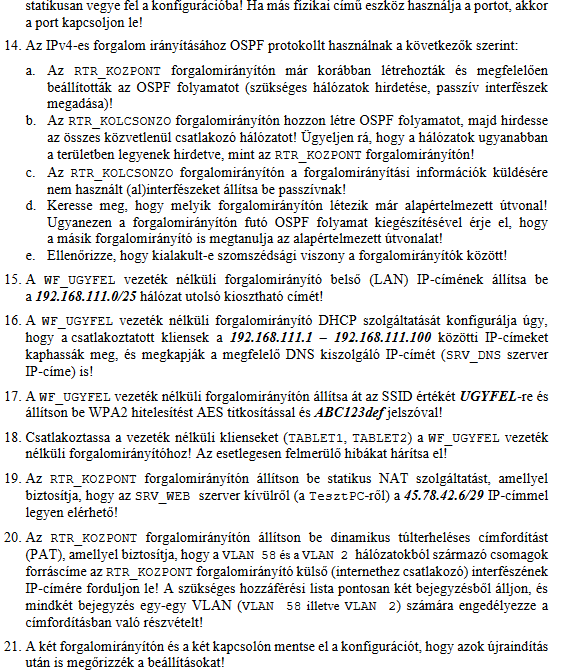 statikusan vegye fel a konfigurációba! Ha más fizikai című eszköz használja a portot, akkor
a port kapcsoljon le!
14. Az IPv4-es forgalom irányításához OSPF protokollt használnak a következők szerint:
a. Az RTR_KOZPONT forgalomirányítón már korábban létrehozták és megfelelően
beállították az OSPF folyamatot (szükséges hálózatok hirdetése, passzív interfészek
megadása)!
b. Az RTR_KOLCSONZO forgalomirányítón hozzon létre OSPF folyamatot, majd hirdesse
az összes közvetlenül csatlakozó hálózatot! Ügyeljen rá, hogy a hálózatok ugyanabban
a területben legyenek hirdetve, mint az RTR_KOZPONT forgalomirányítón!
c. Az RTR_KOLCSONZO forgalomirányítón a forgalomirányítási információk küldésére
nem használt (al)interfészeket állítsa be passzívnak!
d. Keresse meg, hogy melyik forgalomirányítón létezik már alapértelmezett útvonal!
Ugyanezen a forgalomirányítón futó OSPF folyamat kiegészítésével érje el, hogy
a másik forgalomirányító is megtanulja az alapértelmezett útvonalat!
e. Ellenőrizze, hogy kialakult-e szomszédsági viszony a forgalomirányítók között!
15. A WF_UGYFEL vezeték nélküli forgalomirányító belső (LAN) IP-címének állítsa be
a 192.168.111.0/25 hálózat utolsó kiosztható címét!
16. A WF_UGYFEL vezeték nélküli forgalomirányító DHCP szolgáltatását konfigurálja úgy,
hogy a csatlakoztatott kliensek a 192.168.111.1 – 192.168.111.100 közötti IP-címeket
kaphassák meg, és megkapják a megfelelő DNS kiszolgáló IP-címét (SRV_DNS szerver
IP-címe) is!
17. A WF_UGYFEL vezeték nélküli forgalomirányítón állítsa át az SSID értékét UGYFEL-re és
állítson be WPA2 hitelesítést AES titkosítással és ABC123def jelszóval!
18. Csatlakoztassa a vezeték nélküli klienseket (TABLET1, TABLET2) a WF_UGYFEL vezeték
nélküli forgalomirányítóhoz! Az esetlegesen felmerülő hibákat hárítsa el!
19. Az RTR_KOZPONT forgalomirányítón állítson be statikus NAT szolgáltatást, amellyel
biztosítja, hogy az SRV_WEB szerver kívülről (a TesztPC-ről) a 45.78.42.6/29 IP-címmel
legyen elérhető!
20. Az RTR_KOZPONT forgalomirányítón állítson be dinamikus túlterheléses címfordítást
(PAT), amellyel biztosítja, hogy a VLAN 58 és a VLAN 2 hálózatokból származó csomagok
forráscíme az RTR_KOZPONT forgalomirányító külső (internethez csatlakozó) interfészének
IP-címére forduljon le! A szükséges hozzáférési lista pontosan két bejegyzésből álljon, és
mindkét bejegyzés egy-egy VLAN (VLAN 58 illetve VLAN 2) számára engedélyezze a
címfordításban való részvételt!
21. A két forgalomirányítón és a két kapcsolón mentse el a konfigurációt, hogy azok újraindítás
után is megőrizzék a beállításokat!